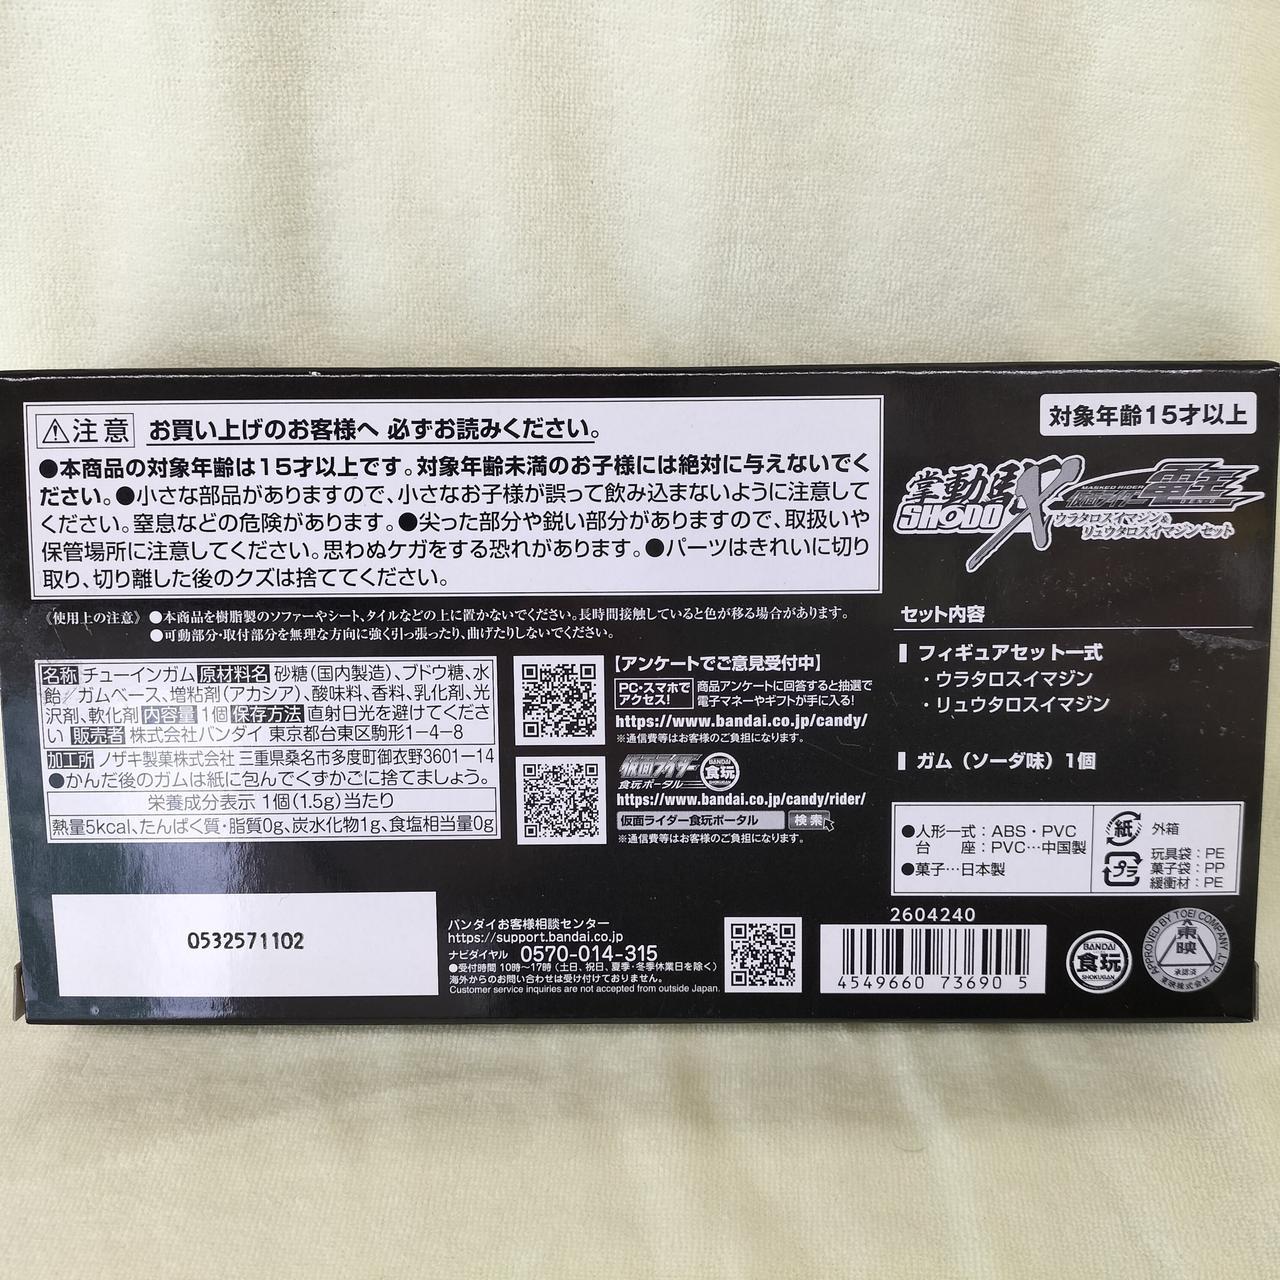 ⚠注意 お買い上げのお客様へ 必ずお読みください。
●本商品の対象年齢は15才以上です。対象年齢未満のお子様には絶対に与えないでく
ださい。●小さな部品がありますので、小さなお子様が誤って飲み込まないように注意して
ください。窒息などの危険があります。●尖った部分や鋭い部分がありますので、取扱いや
保管場所に注意してください。思わぬケガをする恐れがあります。●パーツはきれいに切り
取り、切り離した後のクズは捨ててください。
《使用上の注意》●本商品を樹脂製のソファーやシート、タイルなどの上に置かないでください。長時間接触していると色が移る場合があります。
●可動部分・取付部分を無理な方向に強く引っ張ったり、曲げたりしないでください。
名称 チューインガム 原材料名 砂糖(国内製造)、ブドウ糖、水
飴/ガムベース、増粘剤(アカシア)、酸味料、香料、乳化剤、光
沢剤、軟化剤 内容量 1個 保存方法 直射日光を避けてくださ
い 販売者 株式会社バンダイ 東京都台東区駒形1-4-8
加工所 ノザキ製菓株式会社 三重県桑名市多度町御衣野3601-14
●かんだ後のガムは紙に包んでくずかごに捨てましょう。
栄養成分表示 1個(1.5g)当たり
熱量5kcal、たんぱく質・脂質0g、炭水化物1g、食塩相当量0g
【アンケートでご意見受付中】
PC・スマホで
アクセス!
商品アンケートに回答すると抽選で
電子マネーやギフトが手に入る!
https://www.bandai.co.jp/candy/
※通信費等はお客様のご負担になります。
仮面ライダー
食玩ポータル
BANDAI
食玩
SHOKUGAN
https://www.bandai.co.jp/candy/rider/
仮面ライダー食玩ポータル 検索
※通信費等はお客様のご負担になります。
0532571102
バンダイお客様相談センター
https://support.bandai.co.jp
ナビダイヤル 0570-014-315
●受付時間 10時〜17時(土日、祝日、夏季・冬季休業日を除く)
海外からのお問い合わせは受け付けておりません。
Customer service inquiries are not accepted from outside Japan.
対象年齢15才以上
掌動駡
SHODO X
MASKED RIDER
仮面ライダー電王
ウラタロスイマジン&
リュウタロスイマジンセット
セット内容
フィギュアセット一式
・ウラタロスイマジン
・リュウタロスイマジン
ガム(ソーダ味)1個
●人形一式:ABS・PVC
台 座:PVC…中国製
●菓子…日本製
紙 外箱
プラ
玩具袋:PE
菓子袋:PP
緩衝材:PE
2604240
4549660 73690 5
BANDAI
食玩
SHOKUGAN
APPROVED BY TOEI COMPANY, LTD.
東映
承認済
東映株式会社